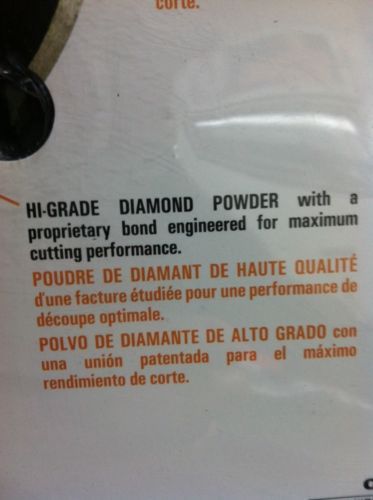 corte.
HI-GRADE DIAMOND POWDER with a
proprietary bond engineered for maximum
cutting performance.
POUDRE DE DIAMANT DE HAUTE QUALITÉ
d'une facture étudiée pour une performance de
découpe optimale.
POLVO DE DIAMANTE DE ALTO GRADO con
una unión patentada para el máximo
rendimiento de corte.